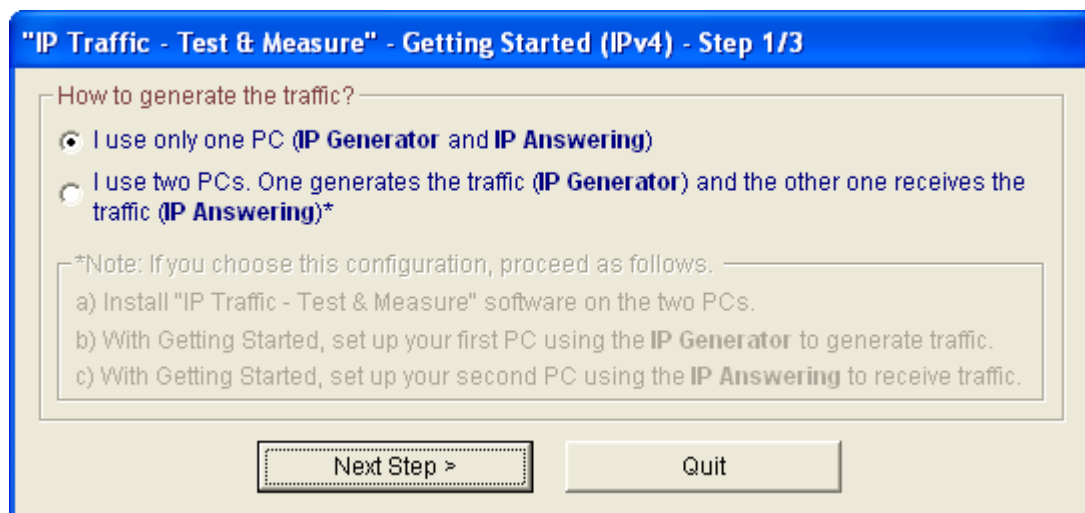 "IP Traffic - Test & Measure" - Getting Started (IPv4) - Step 1/3
How to generate the traffic?
I use only one PC (IP Generator and IP Answering)
I use two PCs. One generates the traffic (IP Generator) and the other one receives the
traffic (IP Answering)*
*Note: If you choose this configuration, proceed as follows.
a) Install "IP Traffic - Test & Measure" software on the two PCs.
b) With Getting Started, set up your first PC using the IP Generator to generate traffic.
c) With Getting Started, set up your second PC using the IP Answering to receive traffic.
Next Step >
Quit